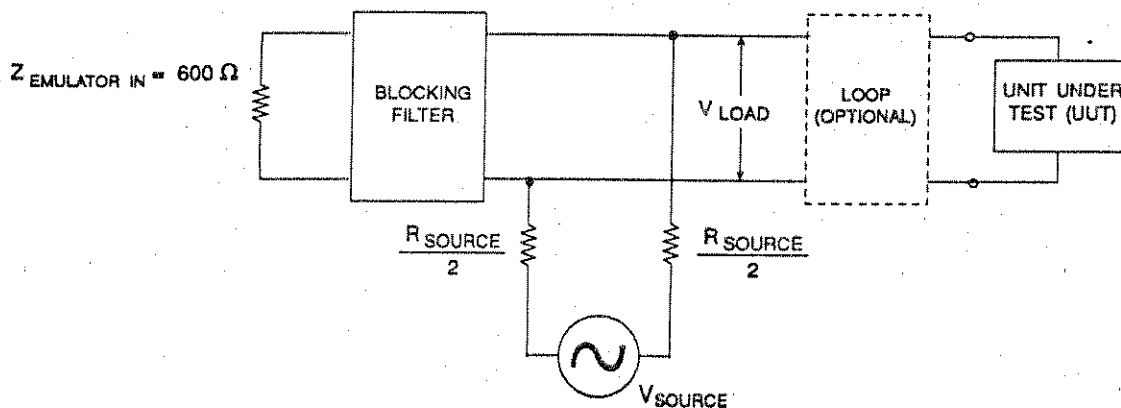 Z EMULATOR IN = 600 Ω
BLOCKING
FILTER
V LOAD
LOOP
(OPTIONAL)
UNIT UNDER
TEST (UUT)
R SOURCE
2
R SOURCE
2
V SOURCE